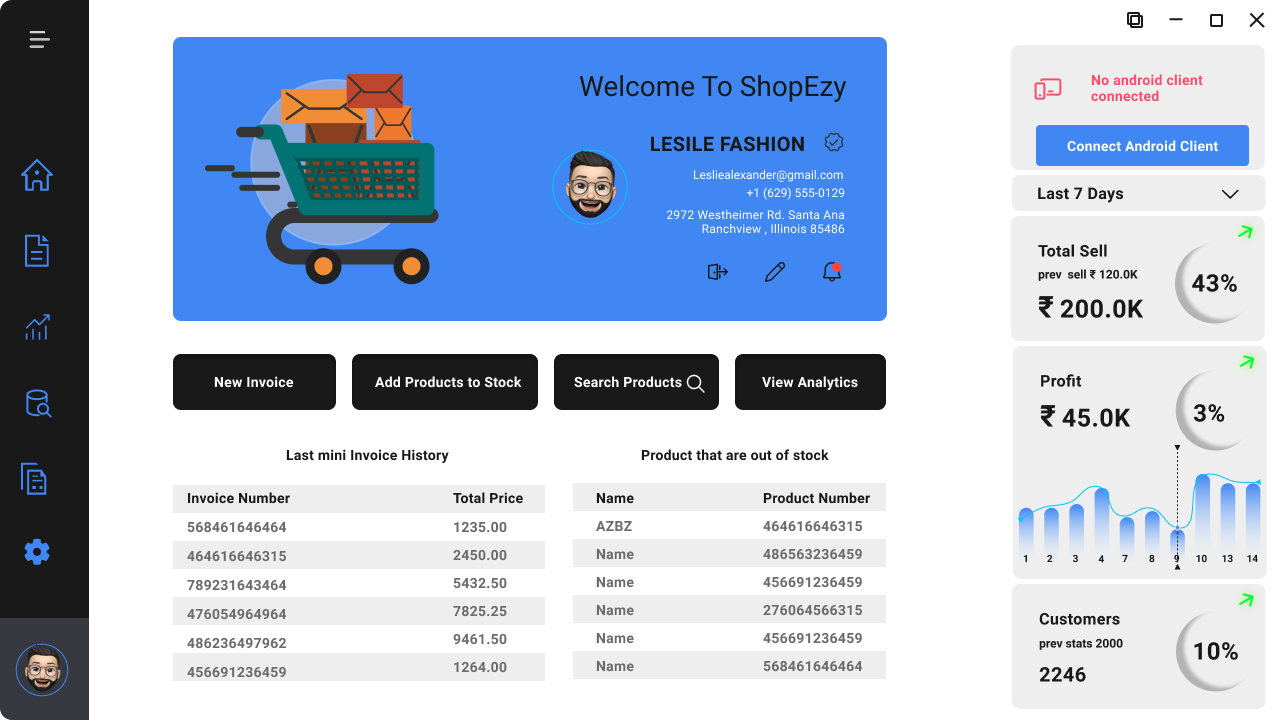 Welcome To ShopEzy
LESILE FASHION
Lesliealexander@gmail.com
+1 (629) 555-0129
2972 Westheimer Rd. Santa Ana
Ranchview , Illinois 85486
New Invoice
Add Products to Stock
Search Products
View Analytics
Last mini Invoice History
Invoice Number Total Price
568461646464 1235.00
464616646315 2450.00
789231643464 5432.50
476054964964 7825.25
486236497962 9461.50
456691236459 1264.00
Product that are out of stock
Name Product Number
AZBZ 464616646315
Name 486563236459
Name 456691236459
Name 276064566315
Name 456691236459
Name 568461646464
No android client
connected
Connect Android Client
Last 7 Days
Total Sell
prev sell ₹ 120.0K
₹ 200.0K
43%
Profit
₹ 45.0K
3%
1 2 3 4 7 8 9 10 13 14
Customers
prev stats 2000
2246
10%